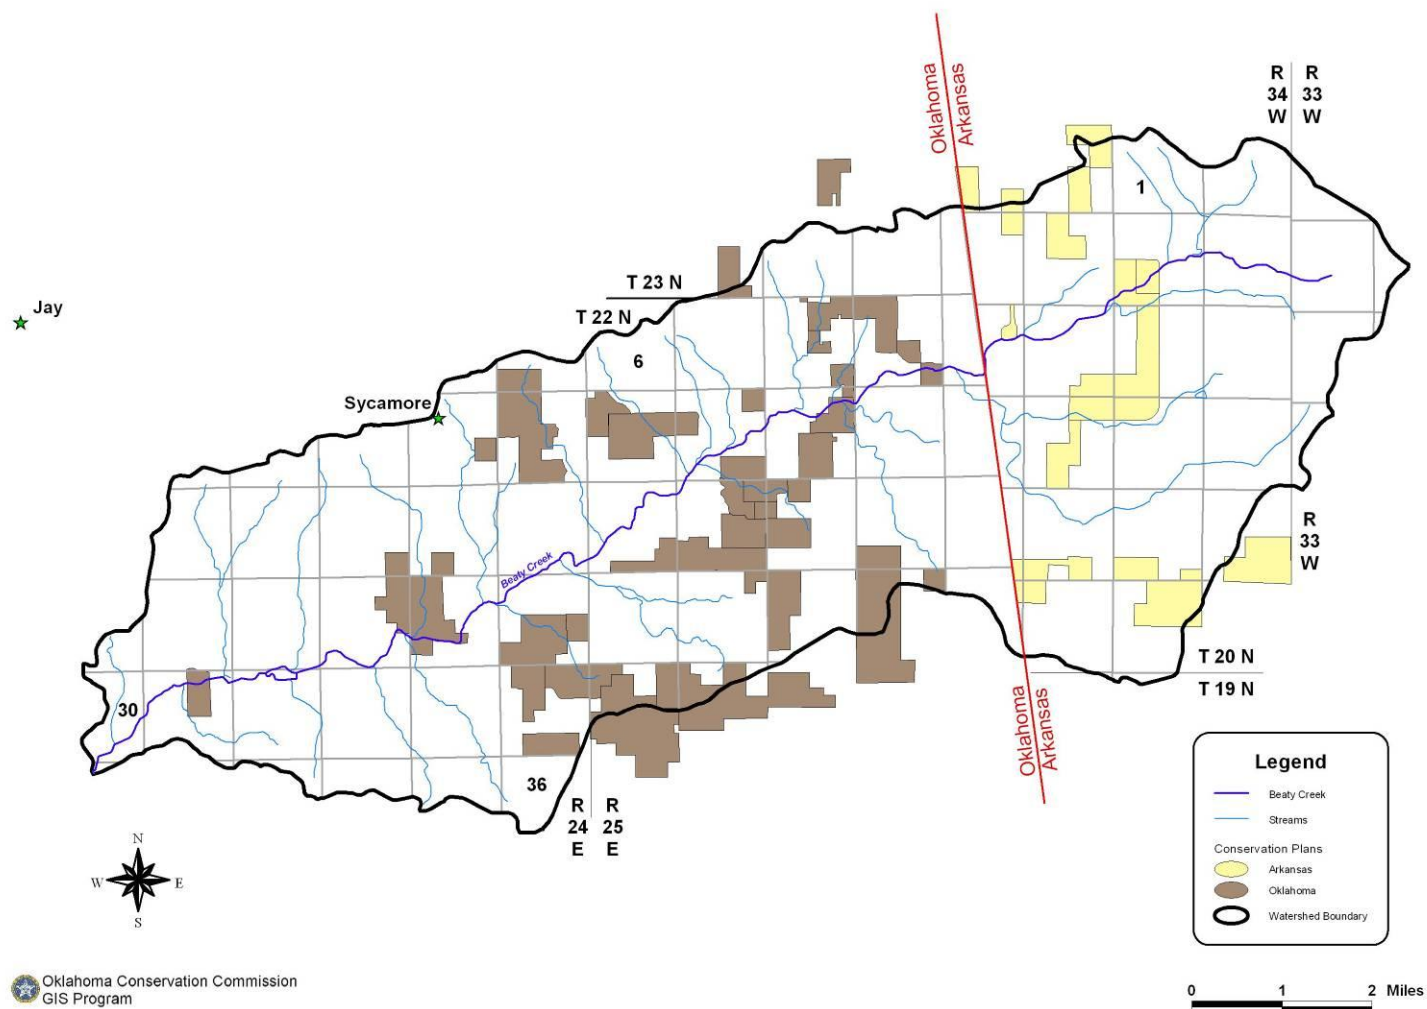 Oklahoma
Arkansas
R
34
W
R
33
W
1
T 23 N
T 22 N
Jay
6
Sycamore
R
33
W
Beaty Creek
T 20 N
T 19 N
30
Oklahoma
Arkansas
36
R
24
E
R
25
E
Legend
Beaty Creek
Streams
Conservation Plans
Arkansas
Oklahoma
Watershed Boundary
N
W
E
S
Oklahoma Conservation Commission
GIS Program
0 1 2 Miles